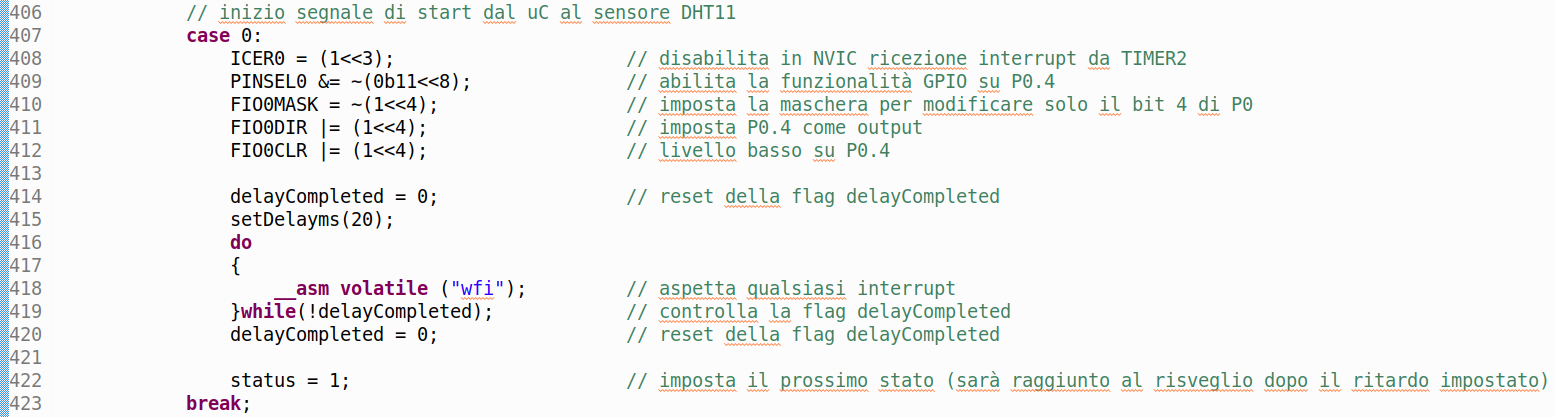 406 // inizio segnale di start dal uC al sensore DHT11
407 case 0:
408 ICER0 = (1<<3); // disabilita in NVIC ricezione interrupt da TIMER2
409 PINSEL0 &= ~(0b11<<8); // abilita la funzionalità GPIO su P0.4
410 FIO0MASK = ~(1<<4); // imposta la maschera per modificare solo il bit 4 di P0
411 FIO0DIR |= (1<<4); // imposta P0.4 come output
412 FIO0CLR |= (1<<4); // livello basso su P0.4
413
414 delayCompleted = 0; // reset della flag delayCompleted
415 setDelayms(20);
416 do
417 {
418 __asm volatile ("wfi"); // aspetta qualsiasi interrupt
419 }while(!delayCompleted); // controlla la flag delayCompleted
420 delayCompleted = 0; // reset della flag delayCompleted
421
422 status = 1; // imposta il prossimo stato (sarà raggiunto al risveglio dopo il ritardo impostato)
423 break;